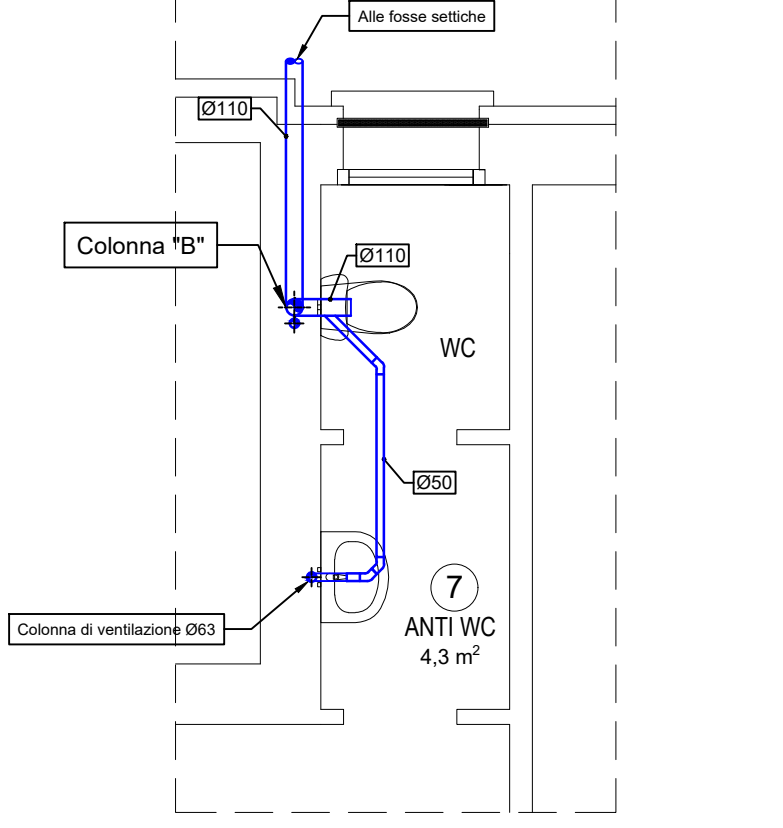 Alle fosse settiche
Ø110
Colonna "B"
Ø110
WC
Ø50
7
ANTI WC
4,3 m²
Colonna di ventilazione Ø63